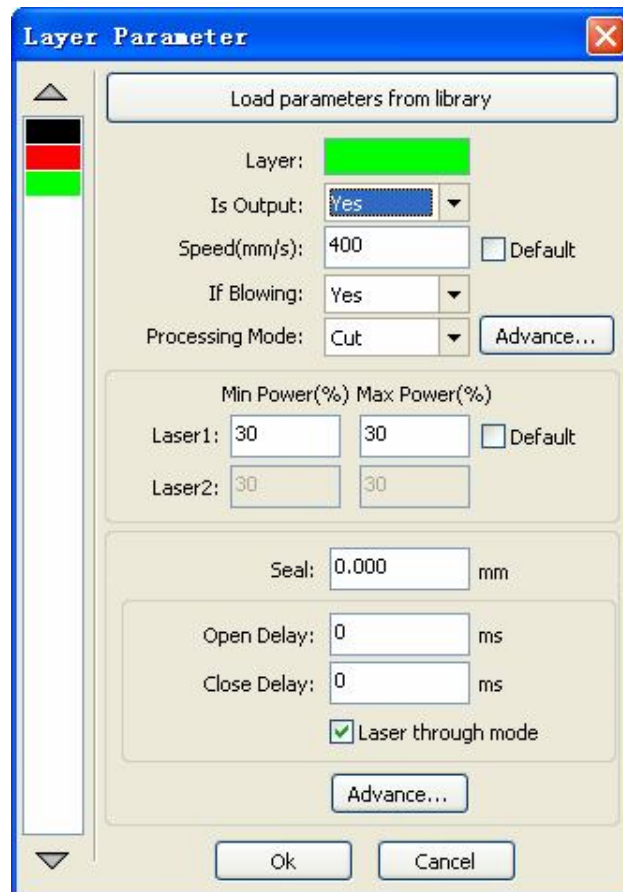 Layer Parameter
Load parameters from library
Layer:
Is Output: Yes
Speed(mm/s): 400 Default
If Blowing: Yes
Processing Mode: Cut Advance...
Min Power(%) Max Power(%)
Laser1: 30 30 Default
Laser2: 30 30
Seal: 0.000 mm
Open Delay: 0 ms
Close Delay: 0 ms
Laser through mode
Advance...
Ok Cancel